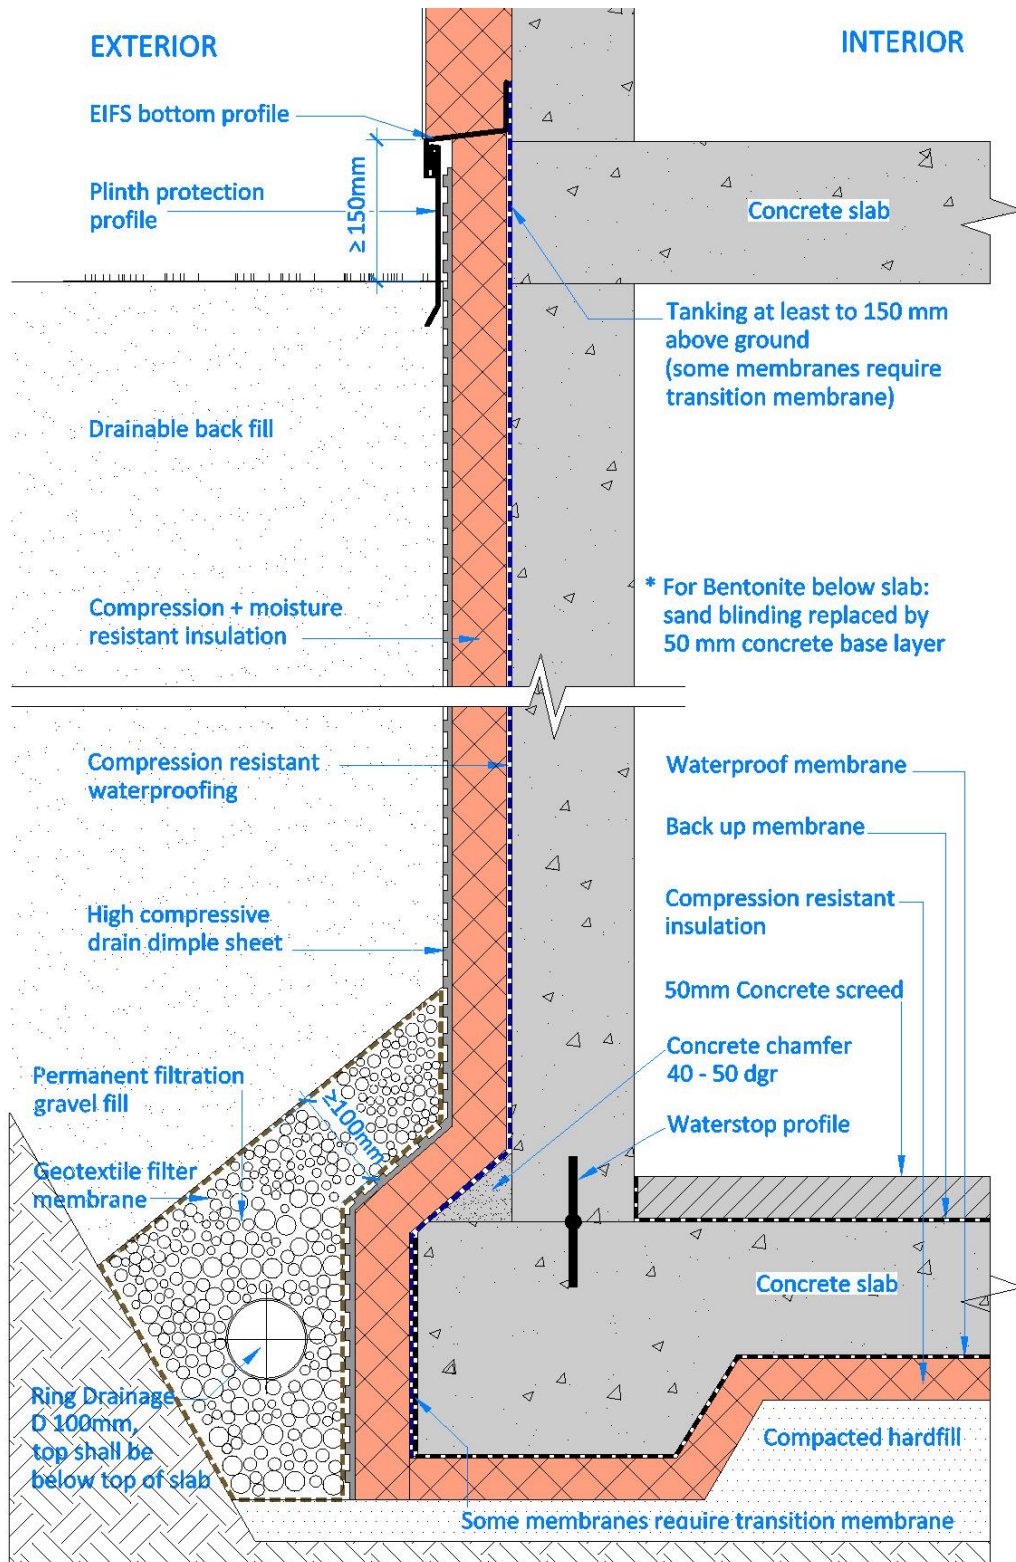 EXTERIOR
INTERIOR
EIFS bottom profile
Plinth protection
profile
≥ 150mm
Concrete slab
Tanking at least to 150 mm
above ground
(some membranes require
transition membrane)
Drainable back fill
* For Bentonite below slab:
sand blinding replaced by
50 mm concrete base layer
Compression + moisture
resistant insulation
Compression resistant
waterproofing
Waterproof membrane
Back up membrane
Compression resistant
insulation
High compressive
drain dimple sheet
50mm Concrete screed
Concrete chamfer
40 - 50 dgr
Waterstop profile
Permanent filtration
gravel fill
≥100mm
Geotextile filter
membrane
Concrete slab
Ring Drainage
D 100mm,
top shall be
below top of slab
Compacted hardfill
Some membranes require transition membrane